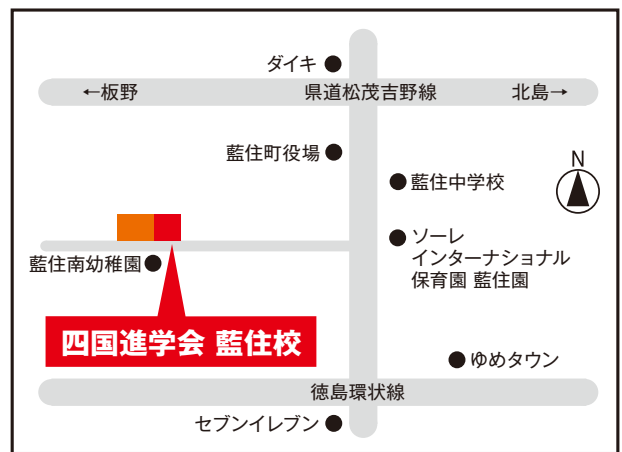 ダイキ
←板野
県道松茂吉野線
北島→
藍住町役場
藍住中学校
N
ソーレ
インターナショナル
保育園 藍住園
藍住南幼稚園
四国進学会 藍住校
ゆめタウン
徳島環状線
セブンイレブン